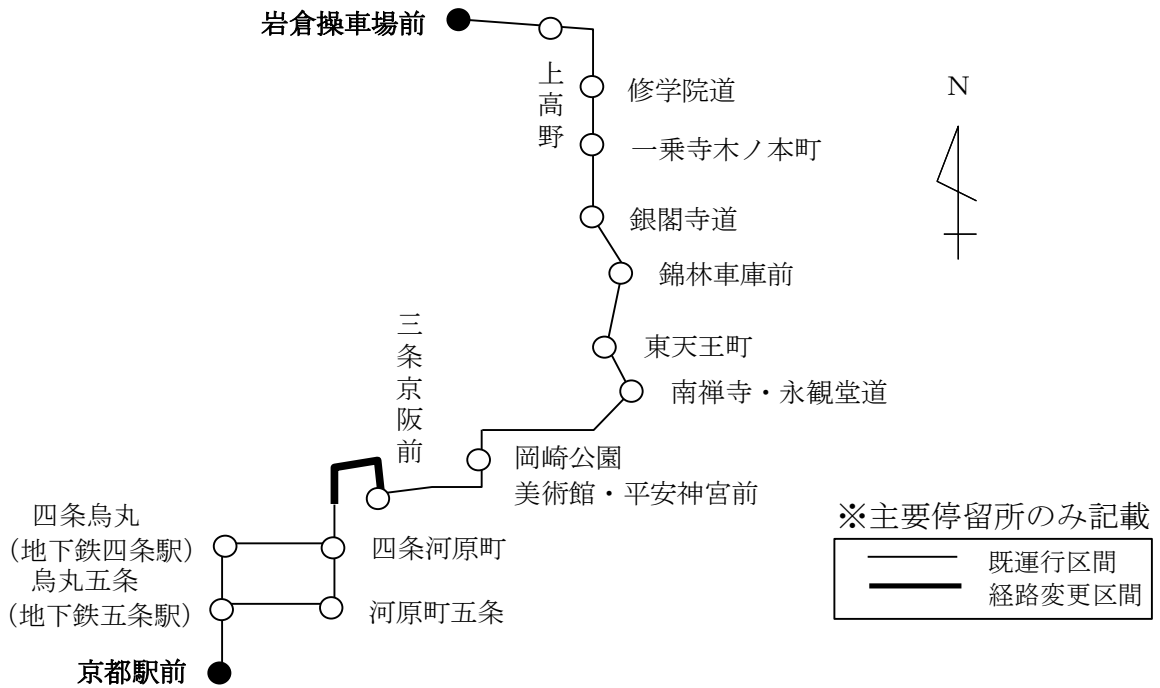 岩倉操車場前
上高野
修学院道
N
一乗寺木ノ本町
銀閣寺道
錦林車庫前
三条京阪前
東天王町
南禅寺・永観堂道
岡崎公園
美術館・平安神宮前
四条烏丸
(地下鉄四条駅)
四条河原町
烏丸五条
(地下鉄五条駅)
河原町五条
京都駅前
※主要停留所のみ記載
既運行区間
経路変更区間